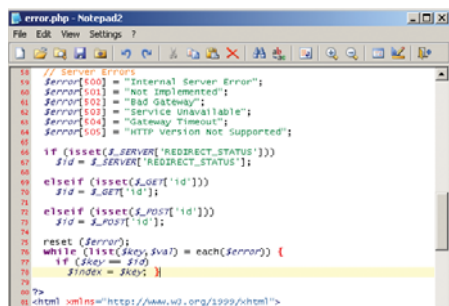 error.php - Notepad2
File Edit View Settings ?
58 // Server Errors
59 $error[500] = "Internal Server Error";
60 $error[501] = "Not Implemented";
61 $error[502] = "Bad Gateway";
62 $error[503] = "Service Unavailable";
63 $error[504] = "Gateway Timeout";
64 $error[505] = "HTTP Version Not Supported";
65
66 if (isset($_SERVER['REDIRECT_STATUS']))
67 $id = $_SERVER['REDIRECT_STATUS'];
68
69 elseif (isset($_GET['id']))
70 $id = $_GET['id'];
71
72 elseif (isset($_POST['id']))
73 $id = $_POST['id'];
74
75 reset ($error);
76 while (list($key,$val) = each($error)) {
77 if ($key == $id)
78 $index = $key; }
79
80 ?>
81 <html xmlns="http://www.w3.org/1999/xhtml">